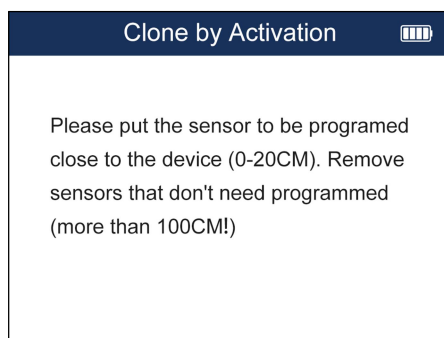 Clone by Activation
Please put the sensor to be programed
close to the device (0-20CM). Remove
sensors that don't need programmed
(more than 100CM!)